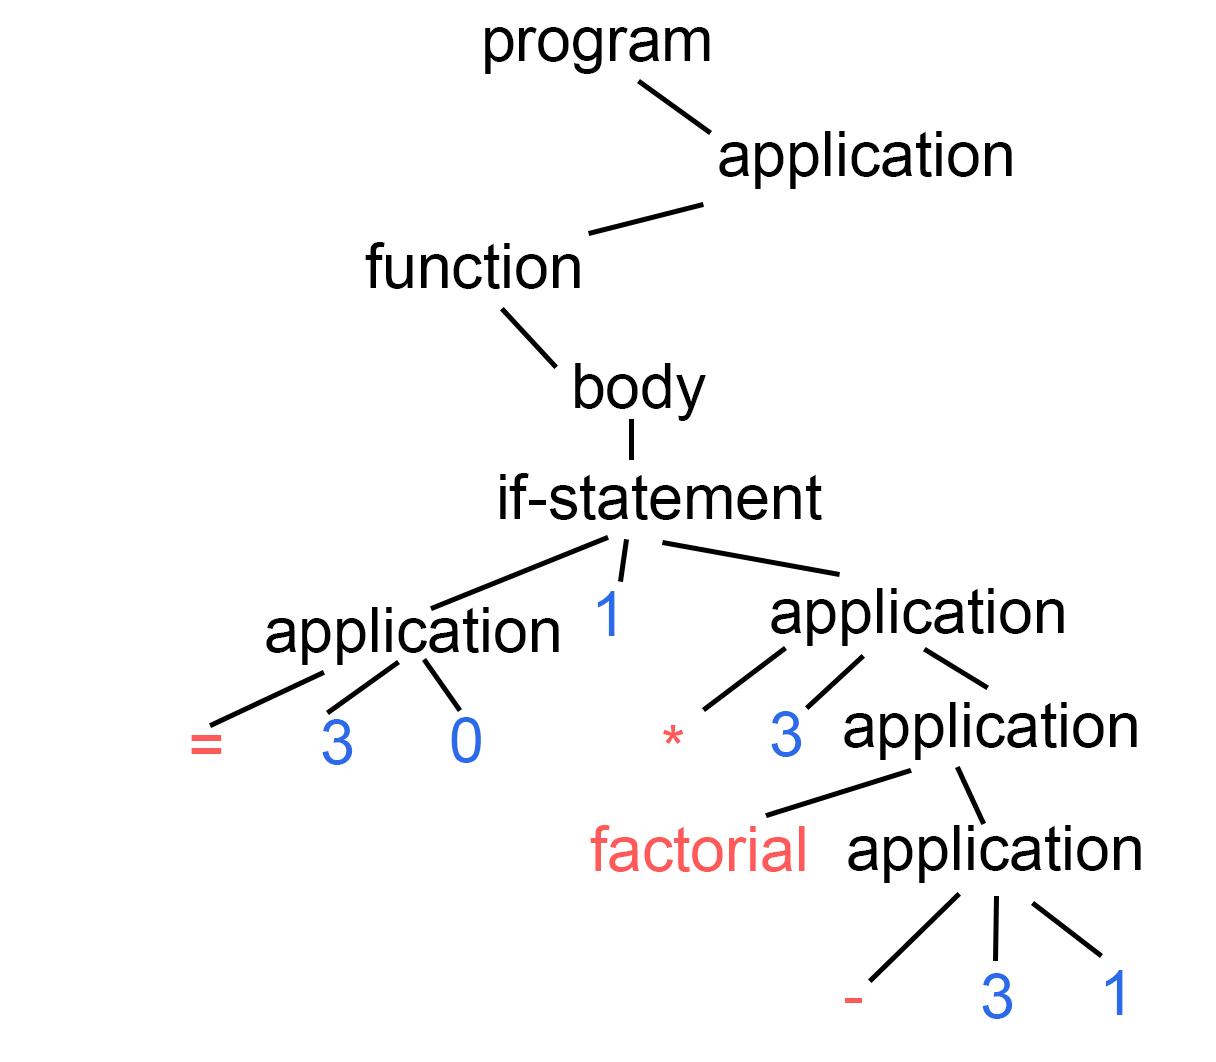 program
application
function
body
if-statement
application 1 application
= 3 0 * 3 application
factorial application
- 3 1